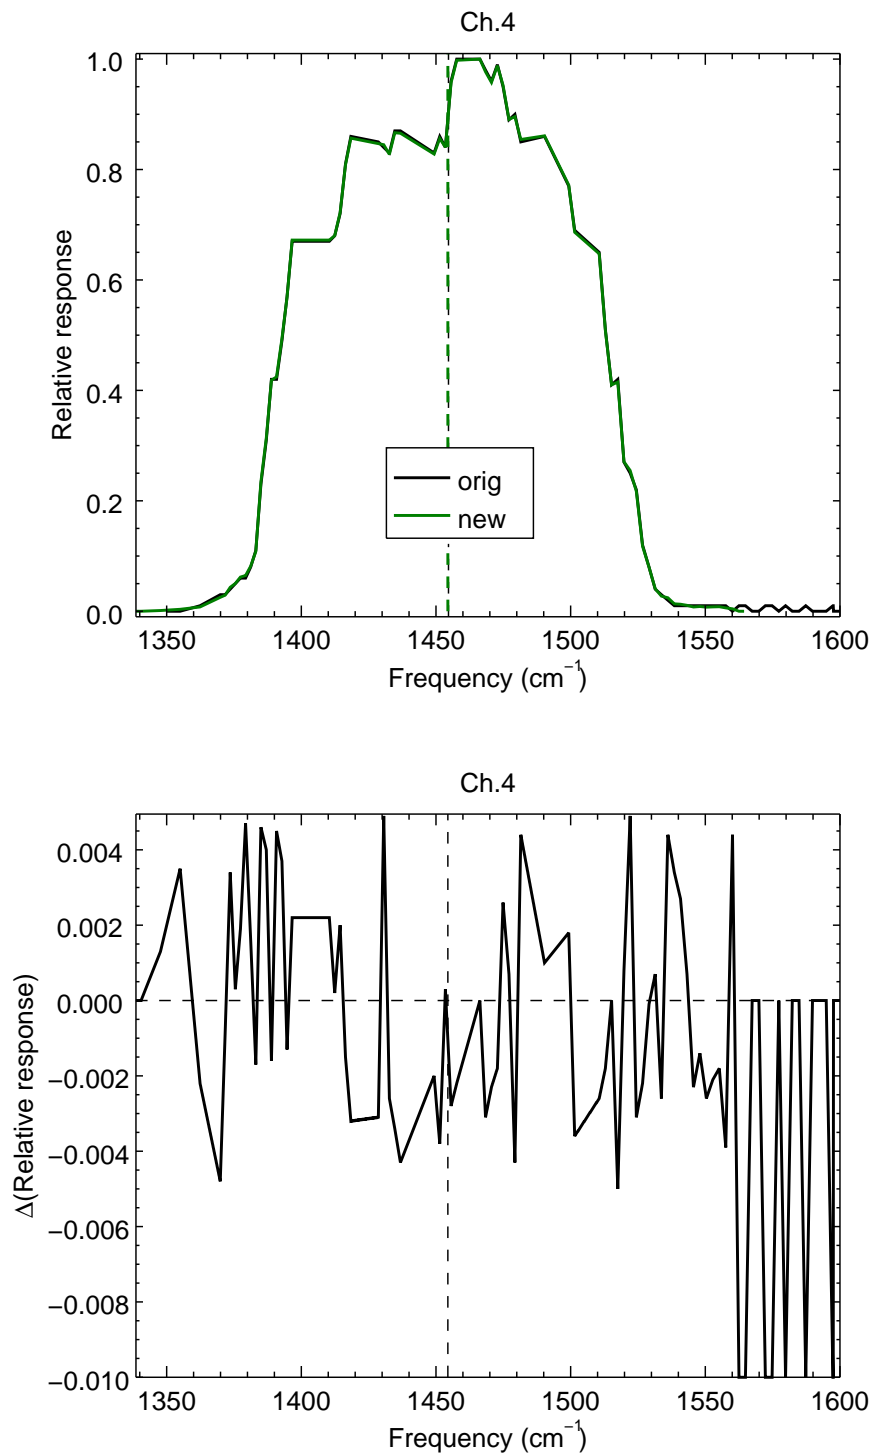 Ch.4
1.0
0.8
0.6
0.4
0.2
0.0
Relative response
orig
new
1350 1400 1450 1500 1550 1600
Frequency (cm⁻¹)
Ch.4
0.004
0.002
0.000
−0.002
−0.004
−0.006
−0.008
−0.010
Δ(Relative response)
1350 1400 1450 1500 1550 1600
Frequency (cm⁻¹)